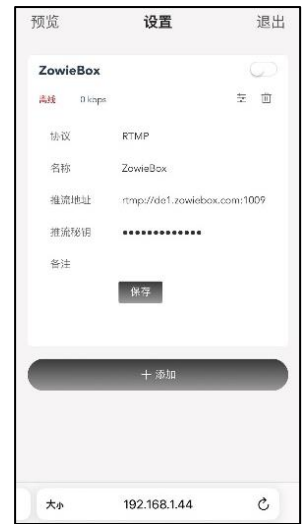 预览 设置 退出
ZowieBox
离线 0 kbps
协议 RTMP
名称 ZowieBox
推流地址 rtmp://de1.zowiebox.com:1009
推流秘钥 •••••••••••••
备注
保存
+ 添加
大小 192.168.1.44